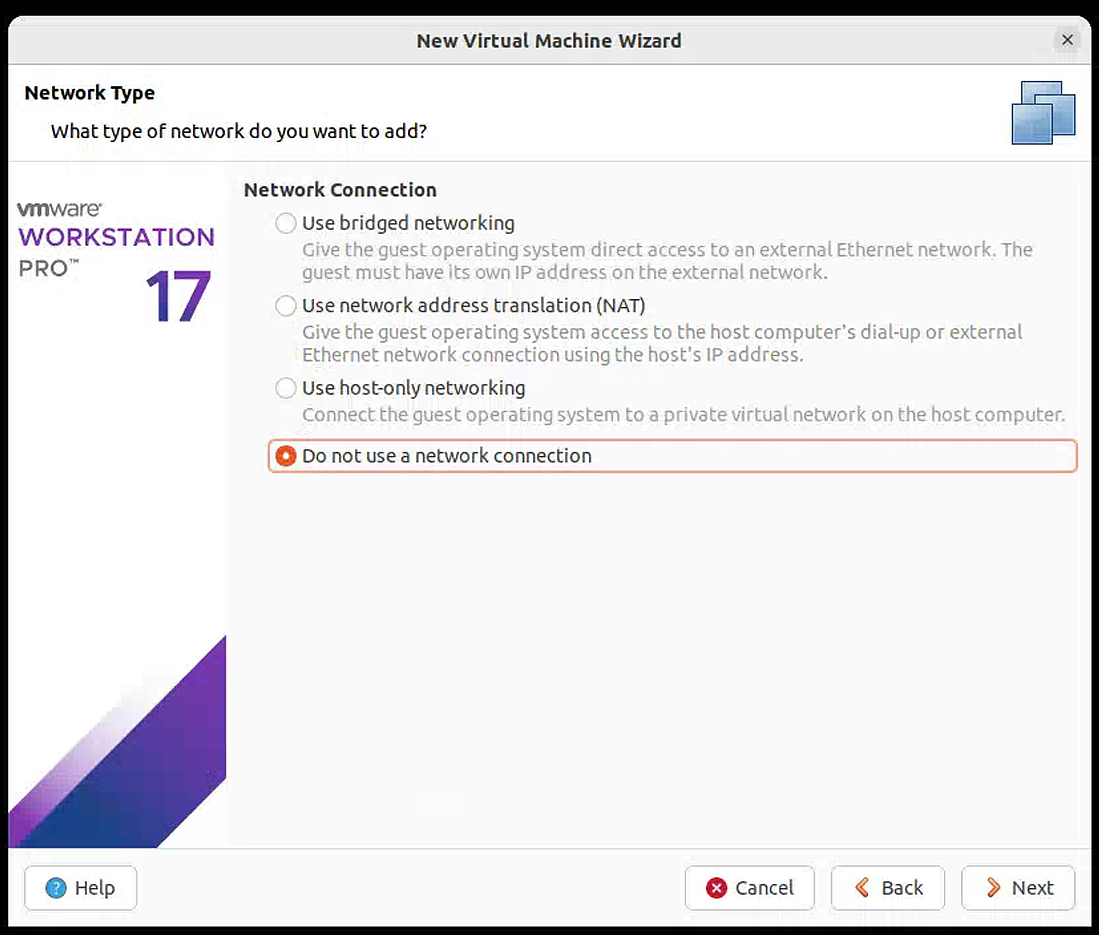 New Virtual Machine Wizard
Network Type
What type of network do you want to add?
vmware®
WORKSTATION
PRO™
17
Network Connection
Use bridged networking
Give the guest operating system direct access to an external Ethernet network. The
guest must have its own IP address on the external network.
Use network address translation (NAT)
Give the guest operating system access to the host computer's dial-up or external
Ethernet network connection using the host's IP address.
Use host-only networking
Connect the guest operating system to a private virtual network on the host computer.
Do not use a network connection
Help
Cancel
Back
Next